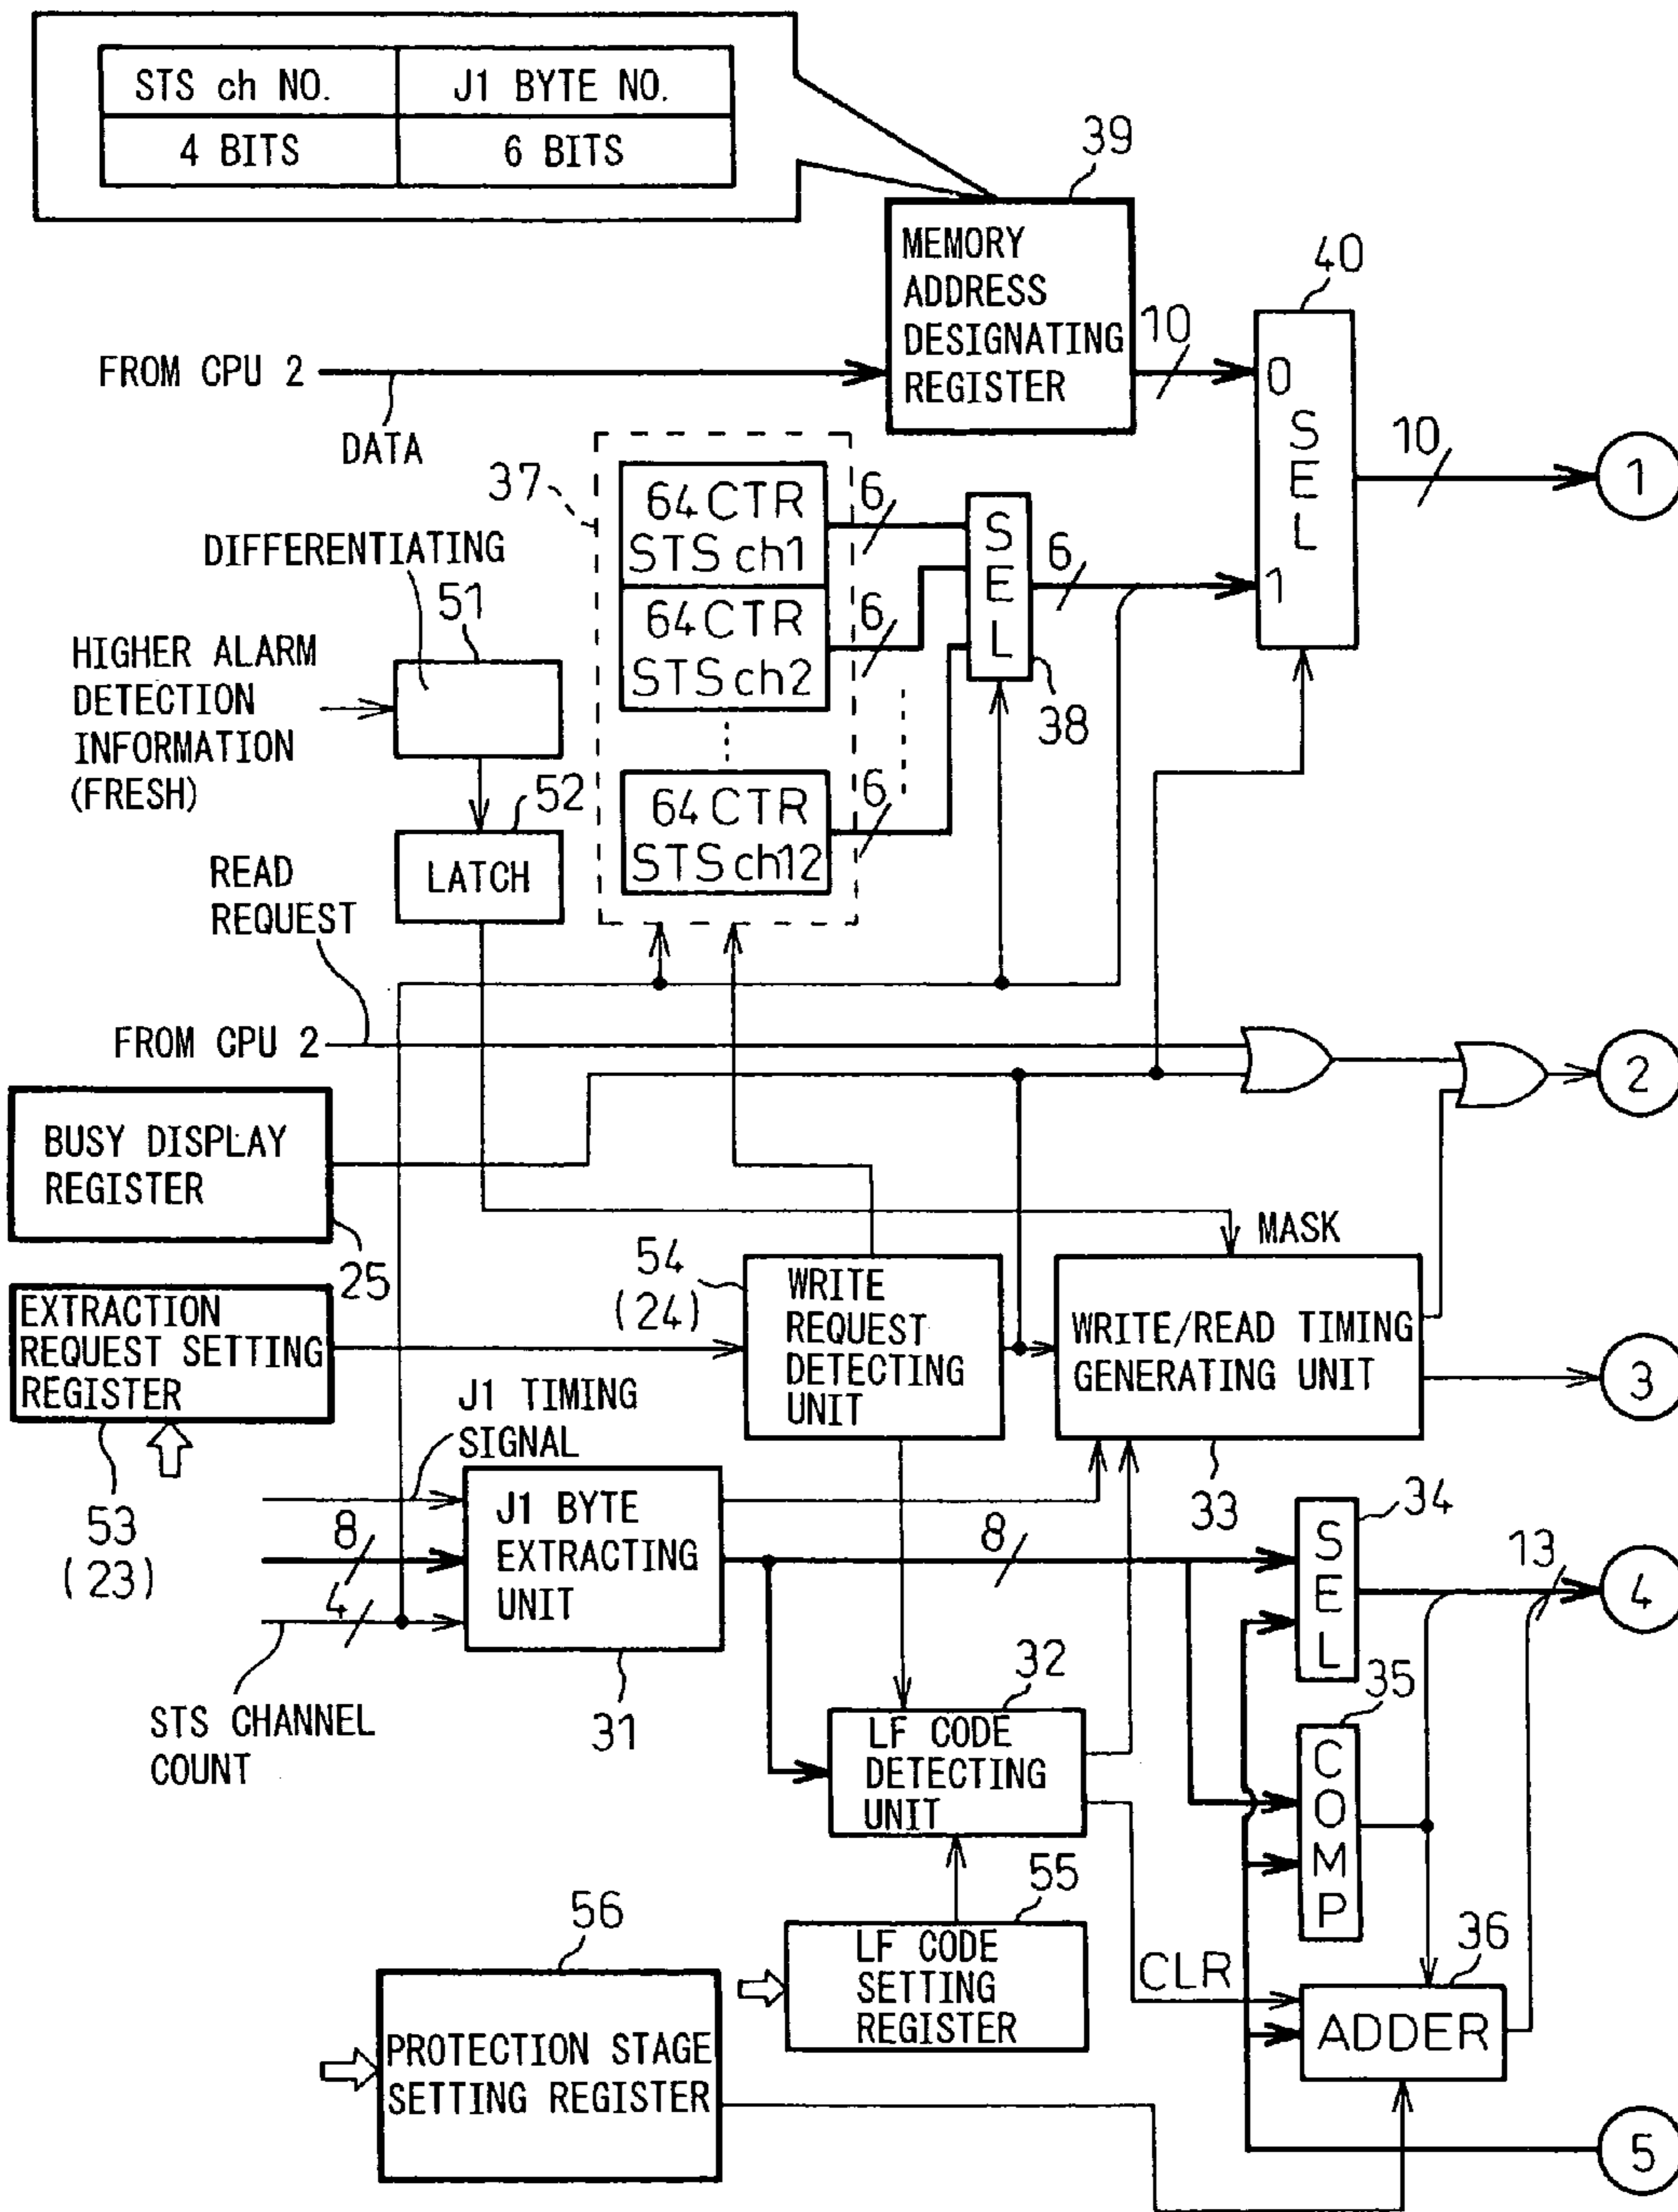 STS ch NO.
J1 BYTE NO.
4 BITS
6 BITS
39
MEMORY
ADDRESS
DESIGNATING
REGISTER
40
10
0
SEL
1
10
1
FROM CPU 2
DATA
37
64 CTR
STS ch1
64 CTR
STS ch2
64 CTR
STS ch12
6
6
6
SEL
6
38
DIFFERENTIATING
51
HIGHER ALARM
DETECTION
INFORMATION
(FRESH)
52
LATCH
READ
REQUEST
FROM CPU 2
2
BUSY DISPLAY
REGISTER
25
MASK
54
(24)
WRITE
REQUEST
DETECTING
UNIT
WRITE/READ TIMING
GENERATING UNIT
33
3
EXTRACTION
REQUEST SETTING
REGISTER
53
(23)
J1 TIMING
SIGNAL
8
4
J1 BYTE
EXTRACTING
UNIT
31
STS CHANNEL
COUNT
8
34
SEL
13
4
32
LF CODE
DETECTING
UNIT
35
COMP
55
LF CODE
SETTING
REGISTER
CLR
36
ADDER
56
PROTECTION STAGE
SETTING REGISTER
5